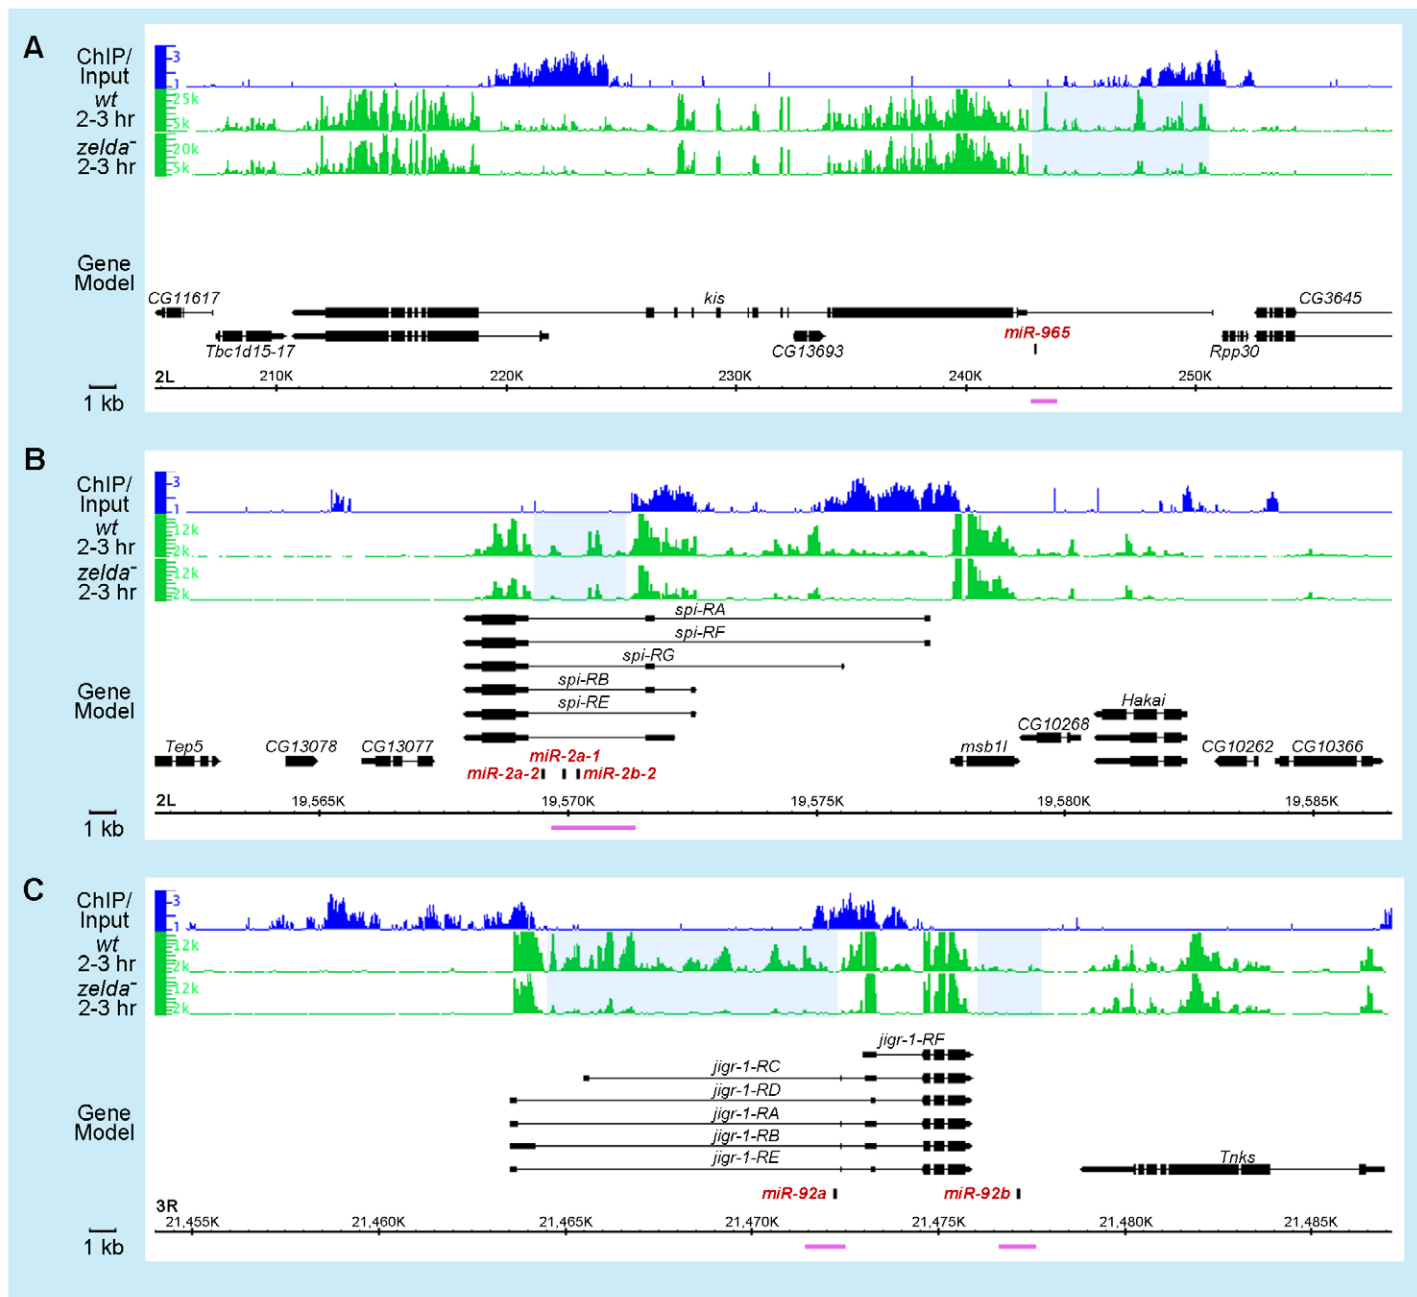 A
ChIP/
Input
3
1
wt
2-3 hr
25k
5k
zelda-
2-3 hr
20k
5k
Gene
Model
CG11617
kis
CG3645
Tbc1d15-17
CG13693
miR-965
Rpp30
2L
210K
220K
230K
240K
250K
1 kb
B
ChIP/
Input
3
1
wt
2-3 hr
12k
2k
zelda-
2-3 hr
12k
2k
spi-RA
spi-RF
spi-RG
spi-RB
spi-RE
Gene
Model
Hakai
CG10268
Tep5
CG13078
CG13077
msb1l
CG10262
CG10366
miR-2a-1
miR-2a-2
miR-2b-2
2L
19,565K
19,570K
19,575K
19,580K
19,585K
1 kb
C
ChIP/
Input
3
1
wt
2-3 hr
12k
2k
zelda-
2-3 hr
12k
2k
jigr-1-RF
jigr-1-RC
jigr-1-RD
Gene
Model
jigr-1-RA
jigr-1-RB
jigr-1-RE
Tnks
miR-92a
miR-92b
3R
21,455K
21,460K
21,465K
21,470K
21,475K
21,480K
21,485K
1 kb